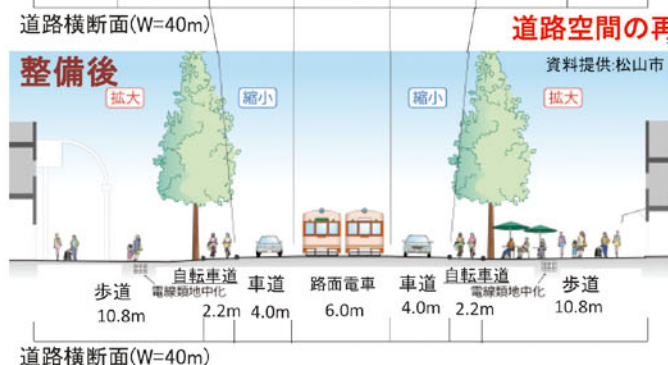 道路横断面(W=40m)
道路空間の再
整備後
資料提供:松山市
拡大
縮小
縮小
拡大
歩道
10.8m
電線類地中化
自転車道
2.2m
車道
4.0m
路面電車
6.0m
車道
4.0m
自転車道
2.2m
電線類地中化
歩道
10.8m
道路横断面(W=40m)